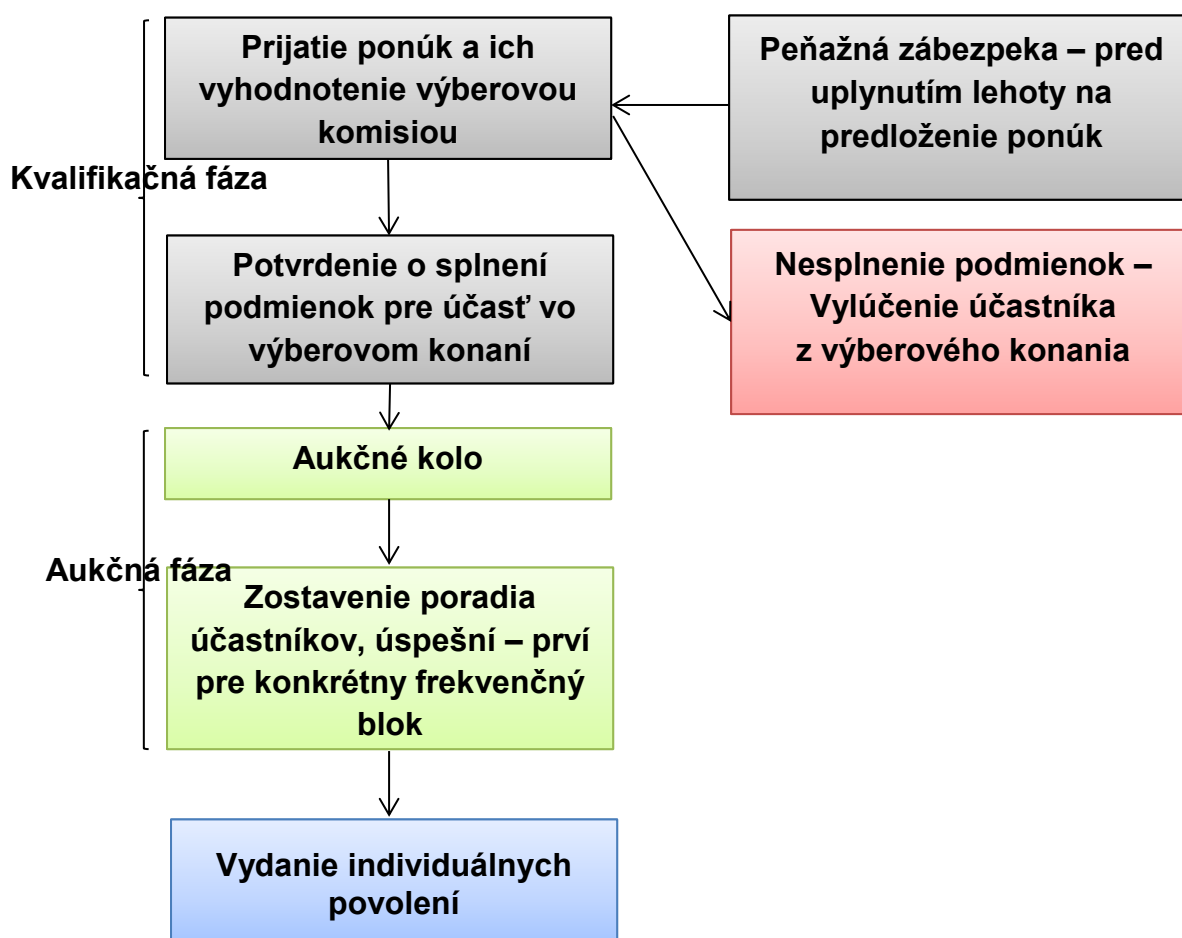 Prijatie ponúk a ich
vyhodnotenie výberovou
komisiou
Peňažná zábezpeka – pred
uplynutím lehoty na
predloženie ponúk
Kvalifikačná fáza
Potvrdenie o splnení
podmienok pre účasť vo
výberovom konaní
Nesplnenie podmienok –
Vylúčenie účastníka
z výberového konania
Aukčné kolo
Aukčná fáza
Zostavenie poradia
účastníkov, úspešní – prví
pre konkrétny frekvenčný
blok
Vydanie individuálnych
povolení